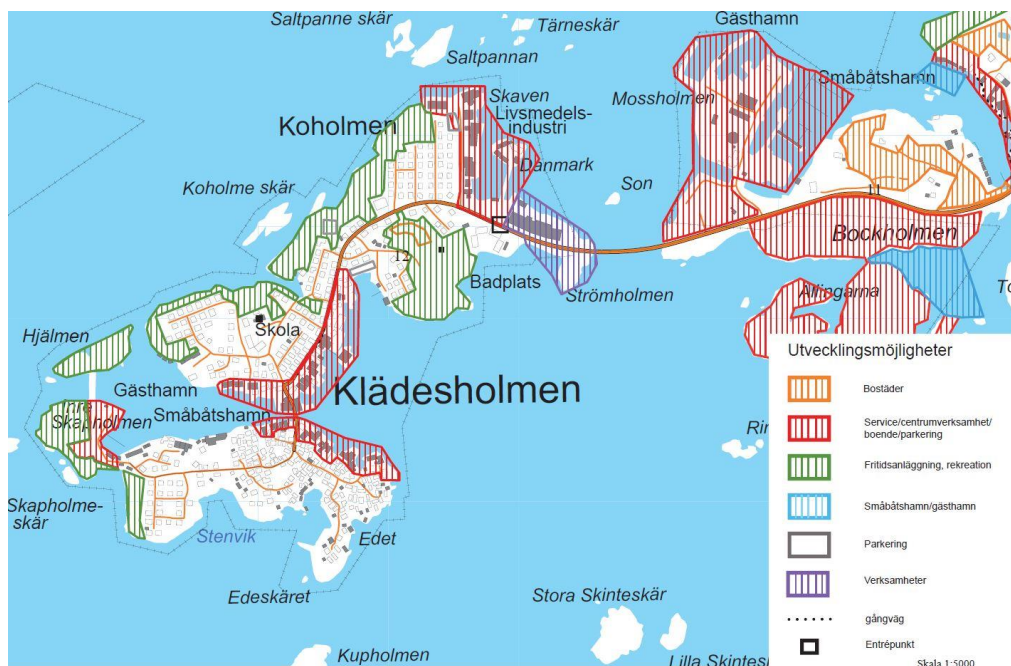 Saltpanne skär
Tärneskär
Gästhamn
Saltpannan
Småbåtshamn
Skaven
Mossholmen
Livsmedels-
industri
Koholmen
Danmark
Koholme skär
Son
11
Bockholmen
12
Badplats
Strömholmen
Ålfingarna
Skola
Hjälmen
Gästhamn
Klädesholmen
Inre
Skapholmen
Småbåtshamn
Skapholme-
skär
Stenvik
Edet
Edeskäret
Stora Skinteskär
Kupholmen
Utvecklingsmöjligheter
Bostäder
Service/centrumverksamhet/
boende/parkering
Fritidsanläggning, rekreation
Småbåtshamn/gästhamn
Parkering
Verksamheter
gångväg
Entrépunkt
Skala 1:5000